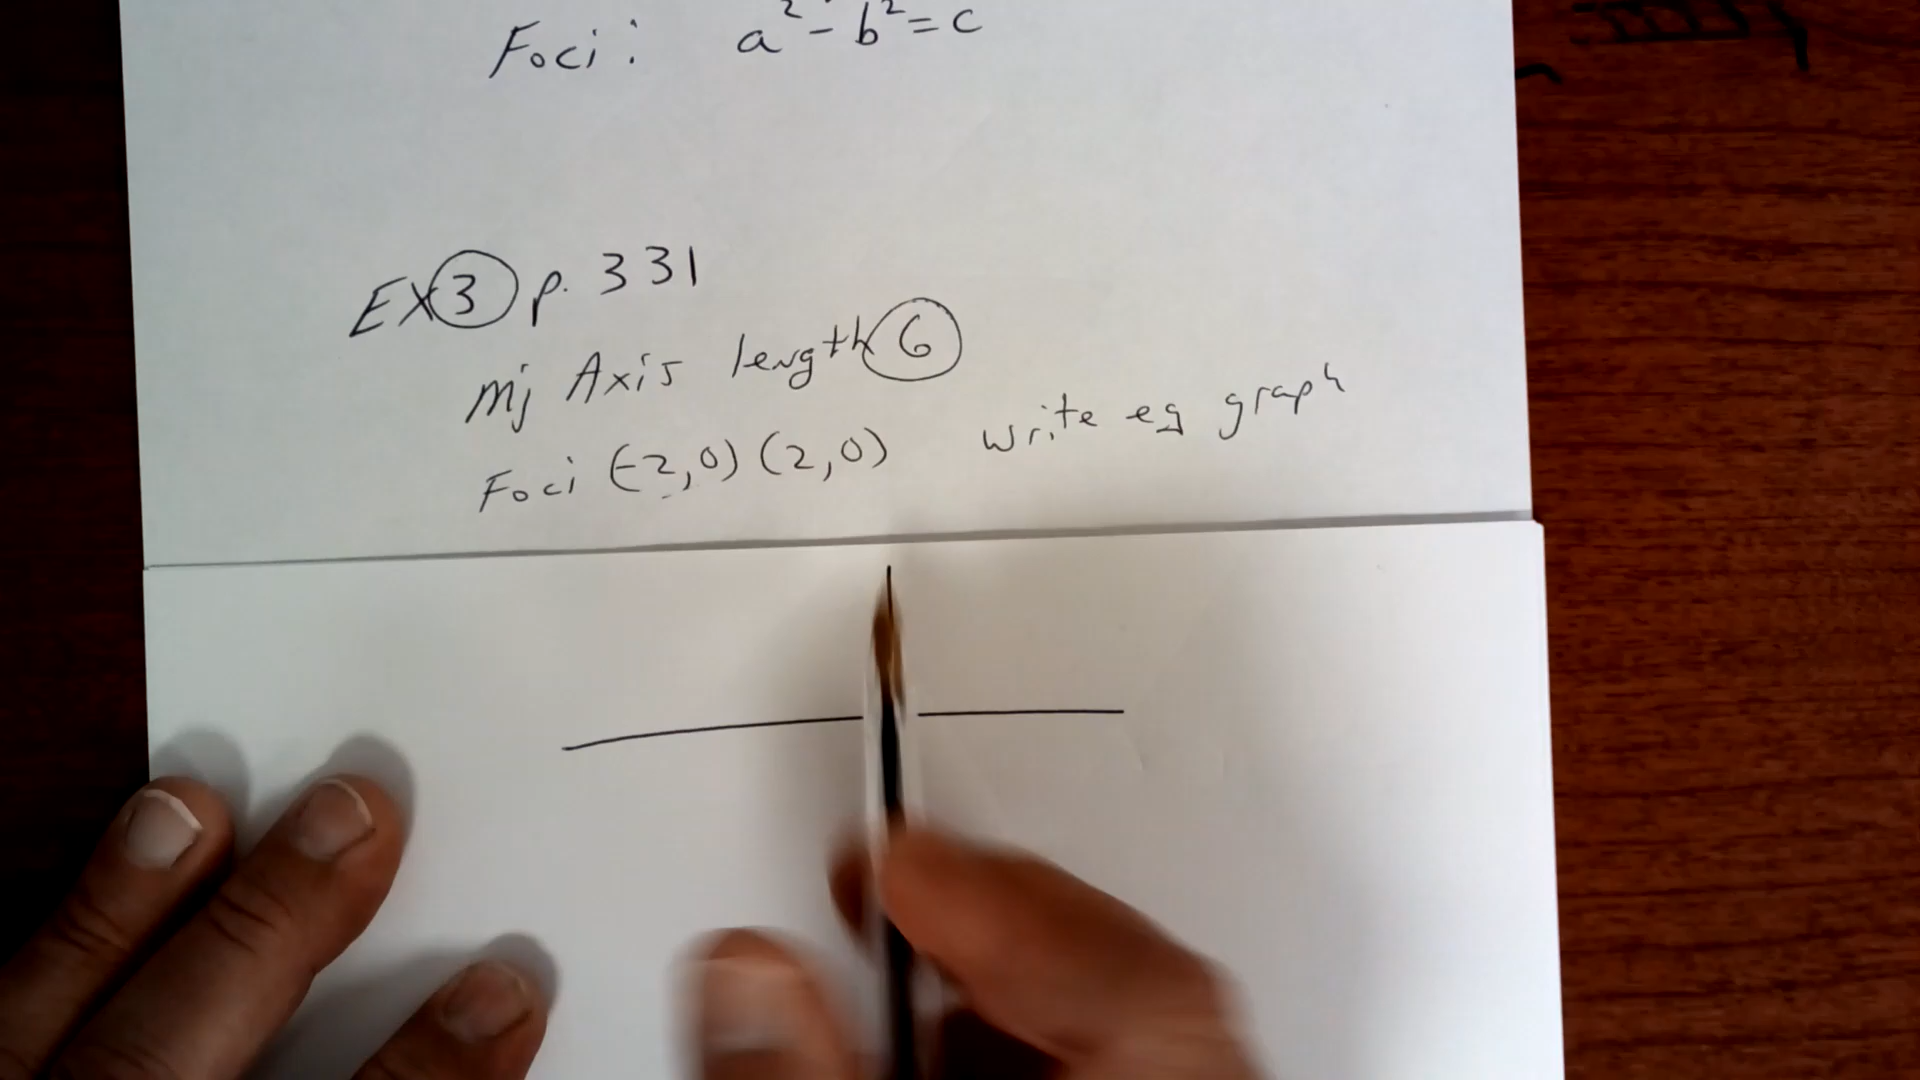 Foci: a² - b² = c
EX 3 p. 331
Mj Axis length 6
Foci (-2,0) (2,0) write eq graph